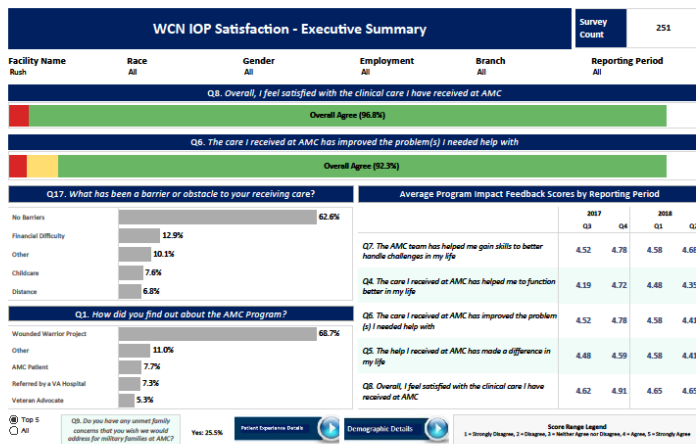 WCN IOP Satisfaction - Executive Summary
Survey Count
251
Facility Name Race Gender Employment Branch Reporting Period
Rush All All All All All
Q8. Overall, I feel satisfied with the clinical care I have received at AMC
Overall Agree (96.8%)
Q6. The care I received at AMC has improved the problem(s) I needed help with
Overall Agree (92.3%)
Q17. What has been a barrier or obstacle to your receiving care?
No Barriers 62.6%
Financial Difficulty 12.9%
Other 10.1%
Childcare 7.6%
Distance 6.8%
Q1. How did you find out about the AMC Program?
Wounded Warrior Project 68.7%
Other 11.0%
AMC Patient 7.7%
Referred by a VA Hospital 7.3%
Veteran Advocate 5.3%
Average Program Impact Feedback Scores by Reporting Period
2017 2018
Q3 Q4 Q1 Q2
Q7. The AMC team has helped me gain skills to better
handle challenges in my life
4.52 4.78 4.58 4.68
Q4. The care I received at AMC has helped me to function
better in my life
4.19 4.72 4.48 4.35
Q6. The care I received at AMC has improved the problem
(s) I needed help with
4.52 4.78 4.58 4.41
Q5. The help I received at AMC has made a difference in
my life
4.48 4.59 4.58 4.41
Q8. Overall, I feel satisfied with the clinical care I have
received at AMC
4.62 4.91 4.65 4.65
Top 5
All
Q9. Do you have any unmet family
concerns that you wish we would
address for military families at AMC?
Yes: 25.5%
Patient Experience Details
Demographic Details
Score Range Legend
1 = Strongly Disagree, 2 = Disagree, 3 = Neither Agree nor Disagree, 4 = Agree, 5 = Strongly Agree